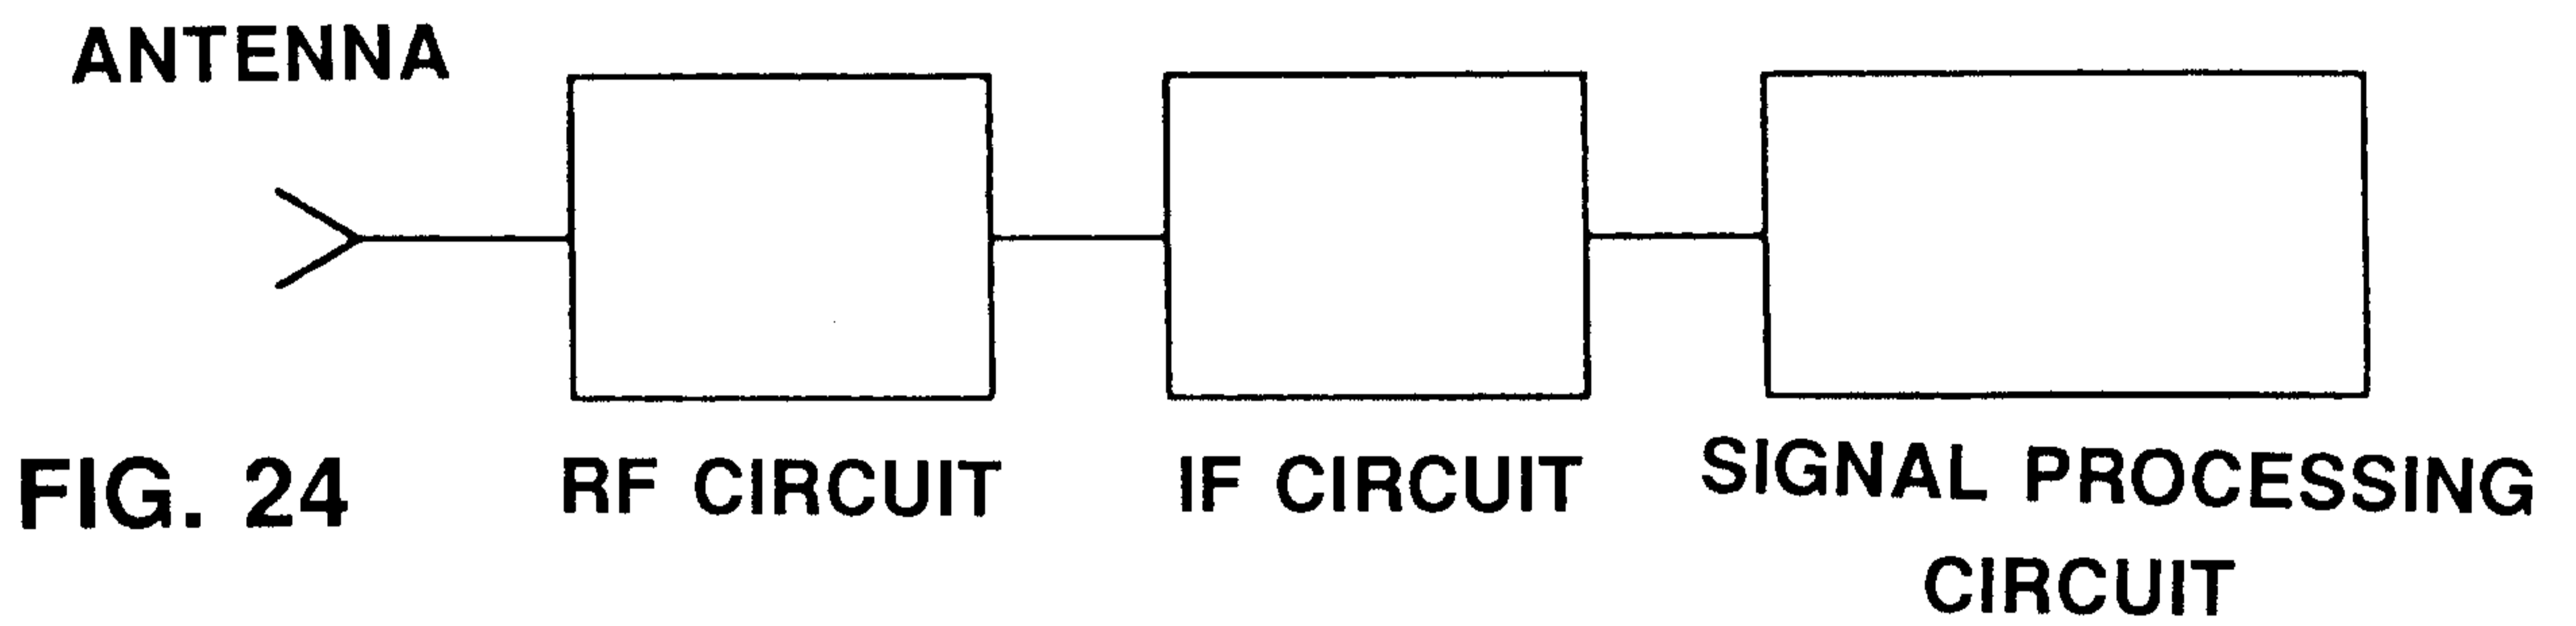 ANTENNA
FIG. 24
RF CIRCUIT
IF CIRCUIT
SIGNAL PROCESSING
CIRCUIT